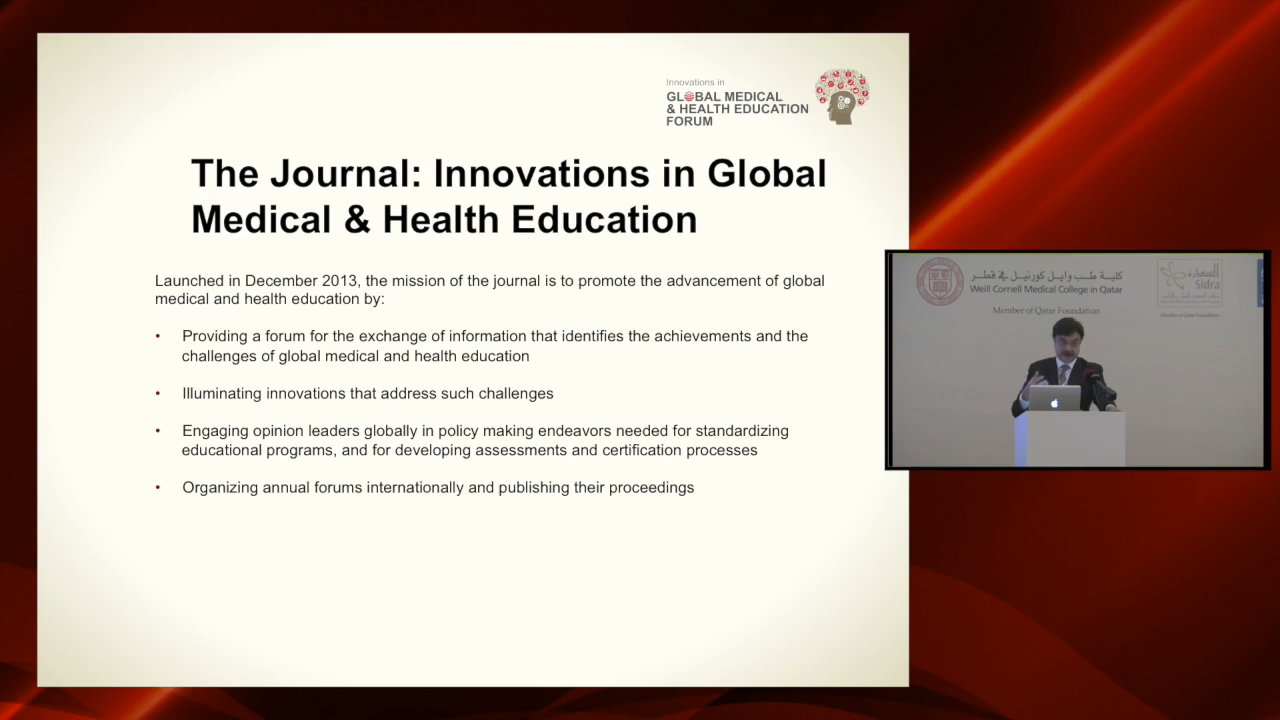 Innovations in
GLOBAL MEDICAL
& HEALTH EDUCATION
FORUM
The Journal: Innovations in Global
Medical & Health Education
Launched in December 2013, the mission of the journal is to promote the advancement of global
medical and health education by:
• Providing a forum for the exchange of information that identifies the achievements and the
challenges of global medical and health education
• Illuminating innovations that address such challenges
• Engaging opinion leaders globally in policy making endeavors needed for standardizing
educational programs, and for developing assessments and certification processes
• Organizing annual forums internationally and publishing their proceedings
كلية طب وايل كورنيل في قطر
Weill Cornell Medical College in Qatar
Member of Qatar Foundation
السدرة
Sidra
Member of Qatar Foundation